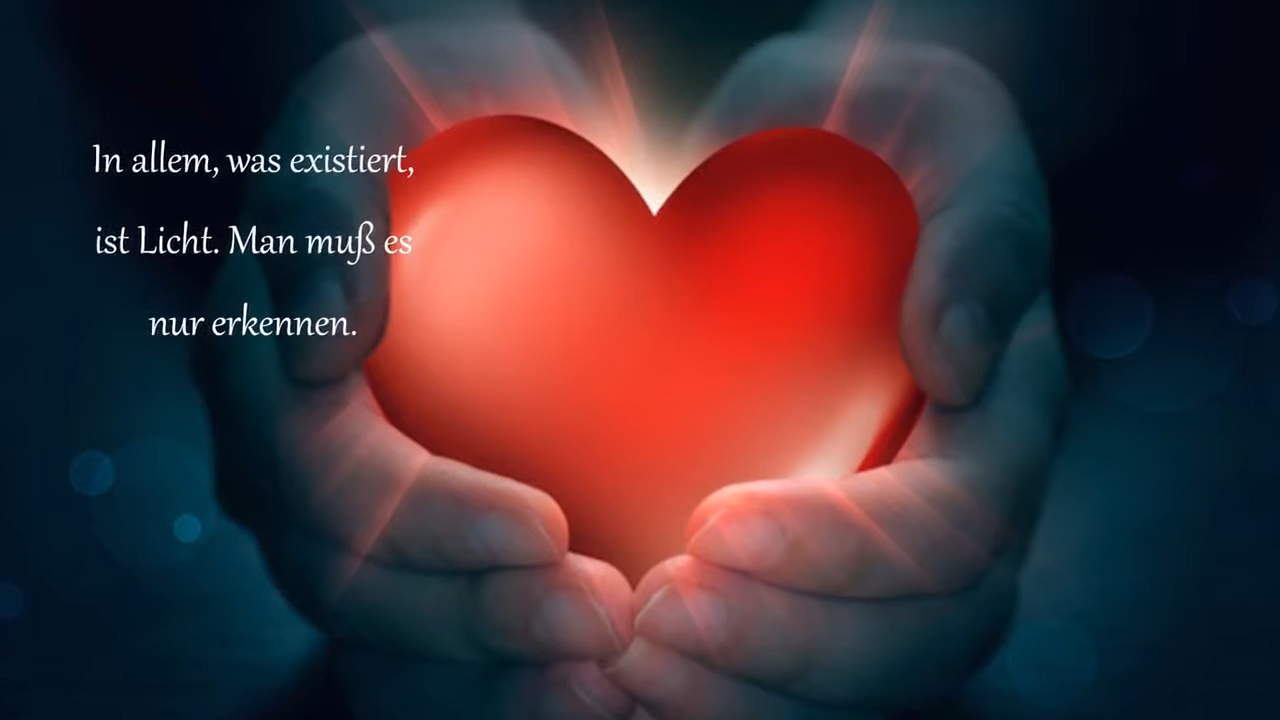 In allem, was existiert,
ist Licht. Man muß es
nur erkennen.